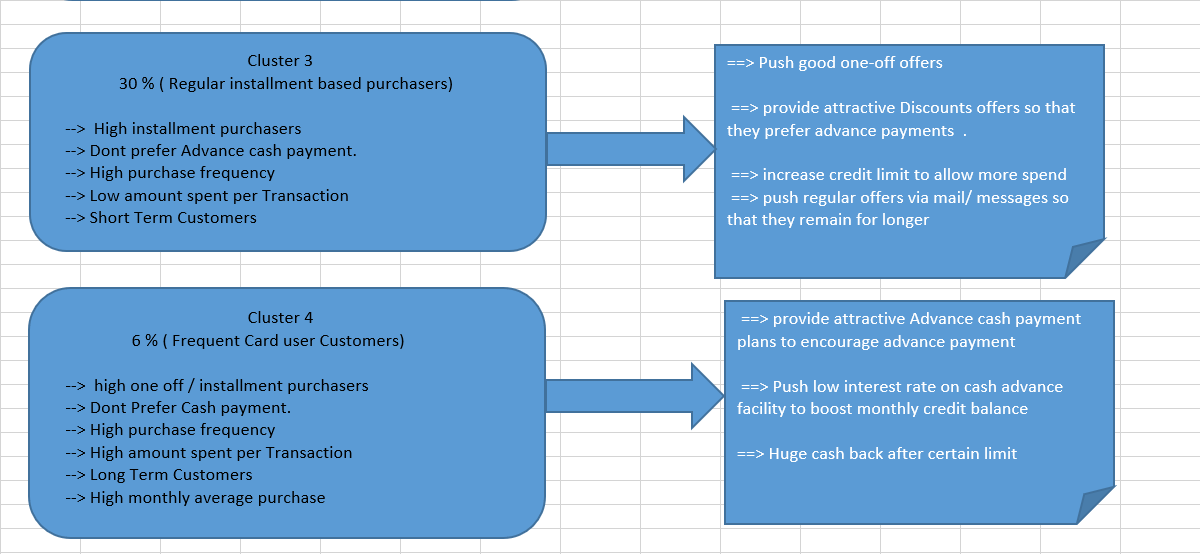 Cluster 3
30 % ( Regular installment based purchasers)
--> High installment purchasers
--> Dont prefer Advance cash payment.
--> High purchase frequency
--> Low amount spent per Transaction
--> Short Term Customers
==> Push good one-off offers
==> provide attractive Discounts offers so that
they prefer advance payments .
==> increase credit limit to allow more spend
==> push regular offers via mail/ messages so
that they remain for longer
Cluster 4
6 % ( Frequent Card user Customers)
--> high one off / installment purchasers
--> Dont Prefer Cash payment.
--> High purchase frequency
--> High amount spent per Transaction
--> Long Term Customers
--> High monthly average purchase
==> provide attractive Advance cash payment
plans to encourage advance payment
==> Push low interest rate on cash advance
facility to boost monthly credit balance
==> Huge cash back after certain limit